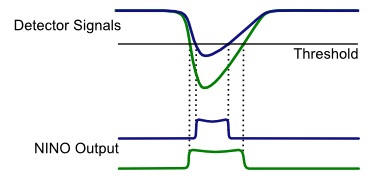 Detector Signals
Threshold
NINO Output